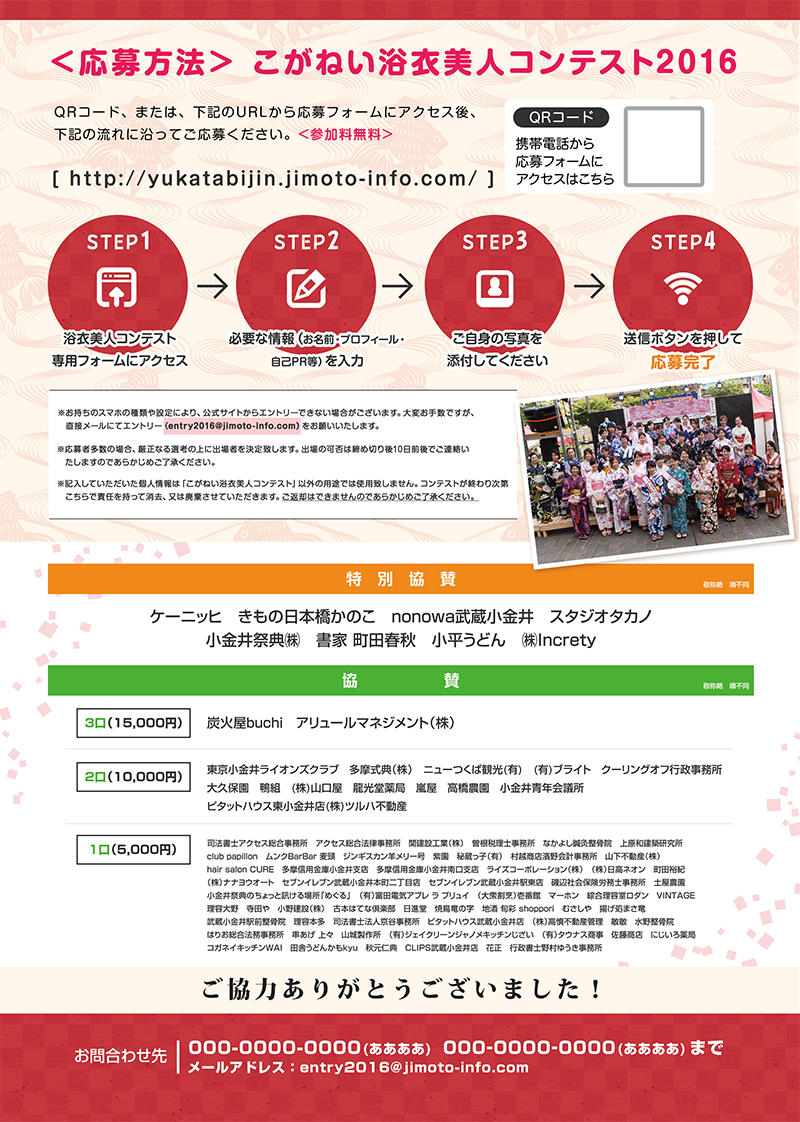 ＜応募方法＞ こがねい浴衣美人コンテスト2016
QRコード、または、下記のURLから応募フォームにアクセス後、
下記の流れに沿ってご応募ください。＜参加料無料＞
[ http://yukatabijin.jimoto-info.com/ ]
QRコード
携帯電話から
応募フォームに
アクセスはこちら
STEP1
浴衣美人コンテスト
専用フォームにアクセス
STEP2
必要な情報（お名前・プロフィール・
自己PR等）を入力
STEP3
ご自身の写真を
添付してください
STEP4
送信ボタンを押して
応募完了
※お持ちのスマホの種類や設定により、公式サイトからエントリーできない場合がございます。大変お手数ですが、
直接メールにてエントリー（entry2016@jimoto-info.com）をお願いいたします。
※応募者多数の場合、厳正なる選考の上に出場者を決定致します。出場の可否は締め切り後10日前後でご連絡い
たしますのであらかじめご了承ください。
※記入していただいた個人情報は「こがねい浴衣美人コンテスト」以外の用途では使用致しません。コンテストが終わり次第
こちらで責任を持って消去、又は廃棄させていただきます。ご返却はできませんのであらかじめご了承ください。
特別協賛
敬称略　順不同
ケーニッヒ　きもの日本橋かのこ　nonowa武蔵小金井　スタジオタカノ
小金井祭典㈱　書家 町田春秋　小平うどん　㈱Increty
協賛
敬称略　順不同
3口（15,000円）
炭火屋buchi　アリュールマネジメント（株）
2口（10,000円）
東京小金井ライオンズクラブ　多摩式典（株）　ニューつくば観光(有)　(有)ブライト　クーリングオフ行政事務所
大久保園　鴨組　(株)山口屋　龍光堂薬局　嵐屋　高橋農園　小金井青年会議所
ピタットハウス東小金井店(株)ツルハ不動産
1口（5,000円）
司法書士アクセス総合事務所　アクセス総合法律事務所　関建設工業（株）　曽根税理士事務所　なかよし鍼灸整骨院　上原和建築研究所
club papillon　ムンクBarBar 麦頭　ジンギスカン羊メリー号　紫園　秘蔵っ子（有）　村越商店濱野会計事務所　山下不動産（株）
hair salon CURE　多摩信用金庫小金井支店　多摩信用金庫小金井南口支店　ライズコーポレーション（株）　（株）日高ネオン　町田裕紀
（株）ナナヨウオート　セブンイレブン武蔵小金井本町二丁目店　セブンイレブン武蔵小金井駅東店　磯辺社会保険労務士事務所　土屋農園
小金井祭典のちょっと訊ける場所「めぐる」　（有）富田電気アプレ ラ プリュイ　（大衆割烹）壱番館　マーホン　綜合理容室ロダン　VINTAGE
理容大野　寺田や　小野建設（株）　古本はてな倶楽部　日進堂　焼鳥竜の字　地酒 旬彩 shoppori　むさしや　揚げ処まさ竜
武蔵小金井駅前整骨院　理容本多　司法書士法人京谷事務所　ピタットハウス武蔵小金井店　（株）高慎不動産管理　敢敬　水野整骨院
はりお総合法務事務所　串あげ 上々　山城製作所　（有）ジェイクリーンジャノメキッチンじざい　（有）タウナス商事　佐藤商店　にじいろ薬局
コガネイキッチンWAI　田舎うどんかもkyu　秋元仁典　CLIPS武蔵小金井店　花正　行政書士野村ゆうき事務所
ご協力ありがとうございました！
お問合わせ先
000-0000-0000（ああああ）　000-0000-0000（ああああ）まで
メールアドレス：entry2016@jimoto-info.com